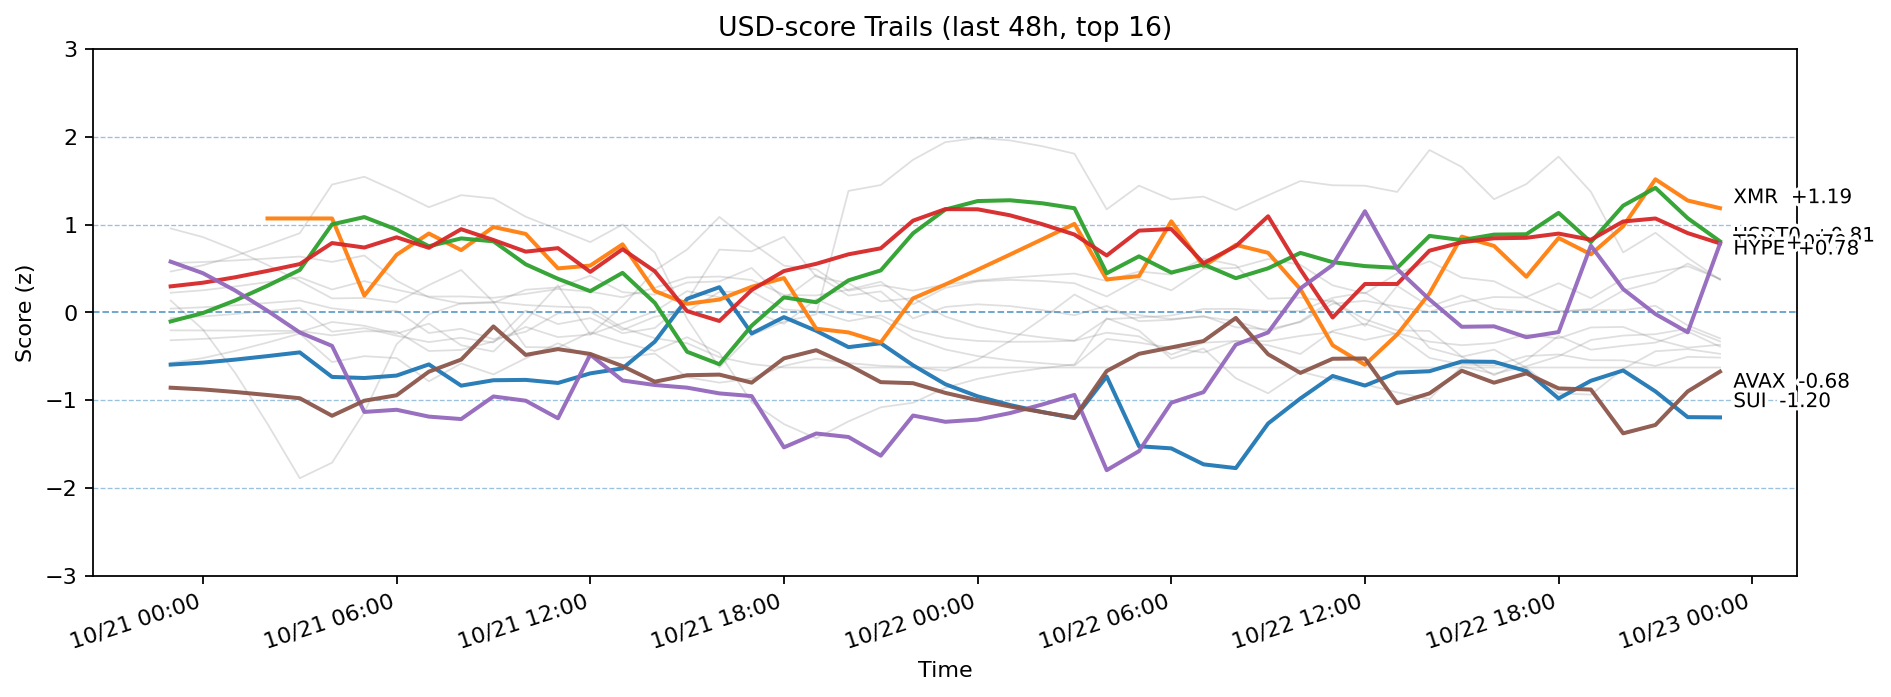 USD-score Trails (last 48h, top 16)
Score (z)
3
2
1
0
−1
−2
−3
XMR +1.19
+0.81
HYPE +0.78
AVAX -0.68
SUI -1.20
10/21 00:00
10/21 06:00
10/21 12:00
10/21 18:00
10/22 00:00
10/22 06:00
10/22 12:00
10/22 18:00
10/23 00:00
Time